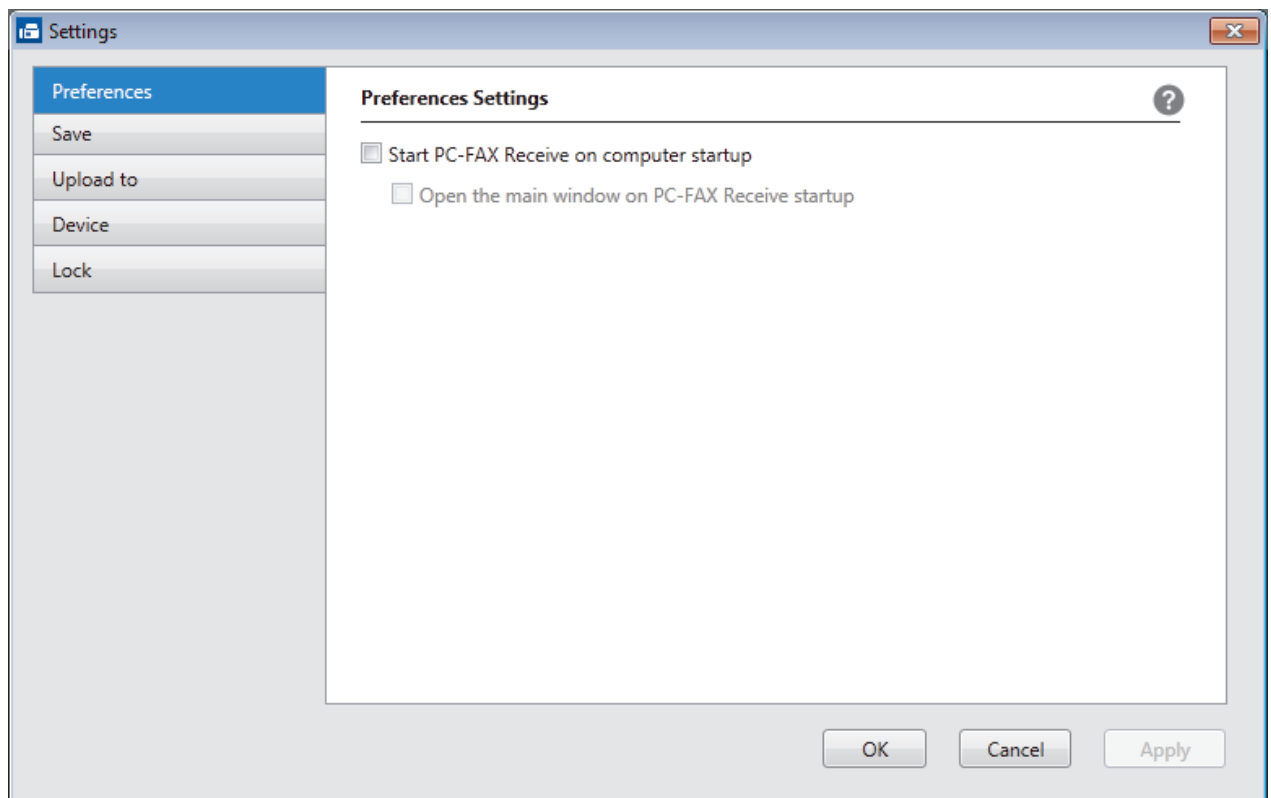 Settings
Preferences
Save
Upload to
Device
Lock
Preferences Settings
?
Start PC-FAX Receive on computer startup
Open the main window on PC-FAX Receive startup
OK
Cancel
Apply